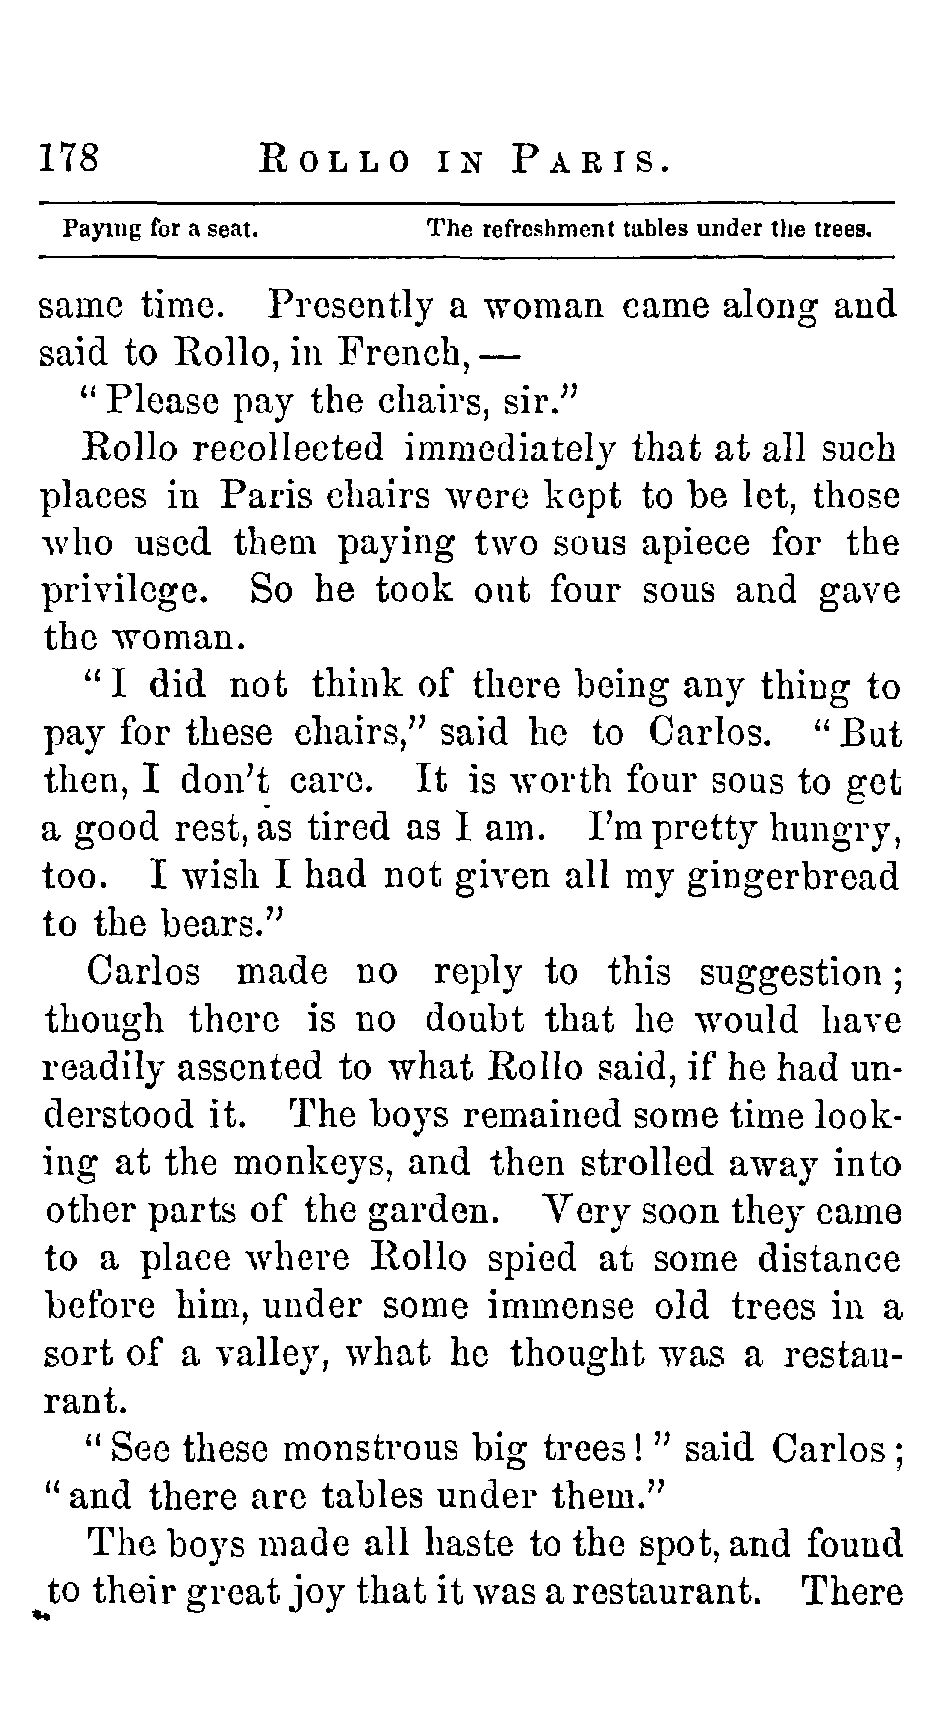 178 ROLLO IN PARIS.
Paying for a seat. The refreshment tables under the trees.
same time. Presently a woman came along and
said to Rollo, in French,—
“Please pay the chairs, sir.”
Rollo recollected immediately that at all such
places in Paris chairs were kept to be let, those
who used them paying two sous apiece for the
privilege. So he took out four sous and gave
the woman.
“I did not think of there being any thing to
pay for these chairs,” said he to Carlos. “But
then, I don’t care. It is worth four sous to get
a good rest, as tired as I am. I’m pretty hungry,
too. I wish I had not given all my gingerbread
to the bears.”
Carlos made no reply to this suggestion;
though there is no doubt that he would have
readily assented to what Rollo said, if he had un-
derstood it. The boys remained some time look-
ing at the monkeys, and then strolled away into
other parts of the garden. Very soon they came
to a place where Rollo spied at some distance
before him, under some immense old trees in a
sort of a valley, what he thought was a restau-
rant.
“See these monstrous big trees!” said Carlos;
“and there are tables under them.”
The boys made all haste to the spot, and found
to their great joy that it was a restaurant. There